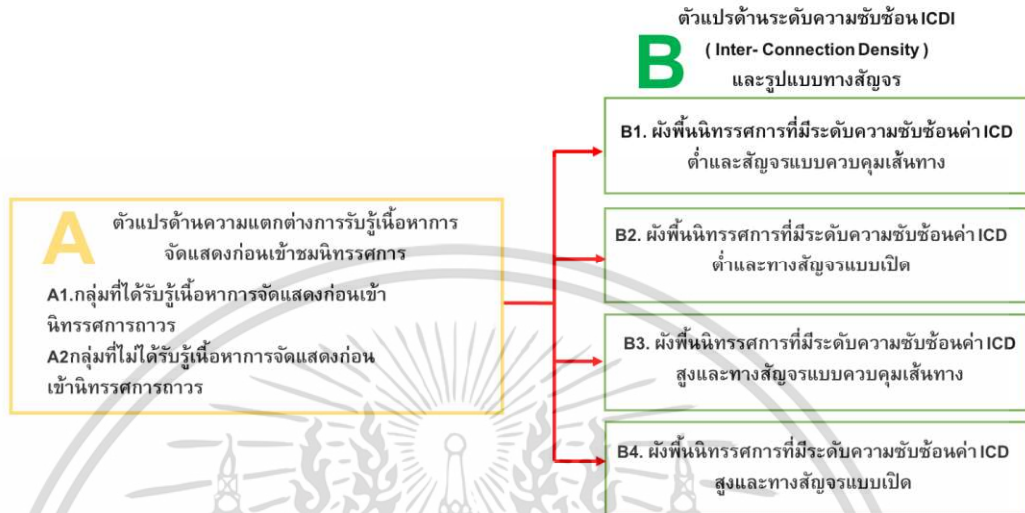 ตัวแปรด้านระดับความซับซ้อน ICDI
( Inter- Connection Density )
และรูปแบบทางสัญจร
B
B1. ผังพื้นนิทรรศการที่มีระดับความซับซ้อนค่า ICD
ต่ำและสัญจรแบบควบคุมเส้นทาง
A
ตัวแปรด้านความแตกต่างการรับรู้เนื้อหาการ
จัดแสดงก่อนเข้าชมนิทรรศการ
A1.กลุ่มที่ได้รับรู้เนื้อหาการจัดแสดงก่อนเข้า
นิทรรศการถาวร
A2กลุ่มที่ไม่ได้รับรู้เนื้อหาการจัดแสดงก่อน
เข้านิทรรศการถาวร
B2. ผังพื้นนิทรรศการที่มีระดับความซับซ้อนค่า ICD
ต่ำและทางสัญจรแบบเปิด
B3. ผังพื้นนิทรรศการที่มีระดับความซับซ้อนค่า ICD
สูงและทางสัญจรแบบควบคุมเส้นทาง
B4. ผังพื้นนิทรรศการที่มีระดับความซับซ้อนค่า ICD
สูงและทางสัญจรแบบเปิด